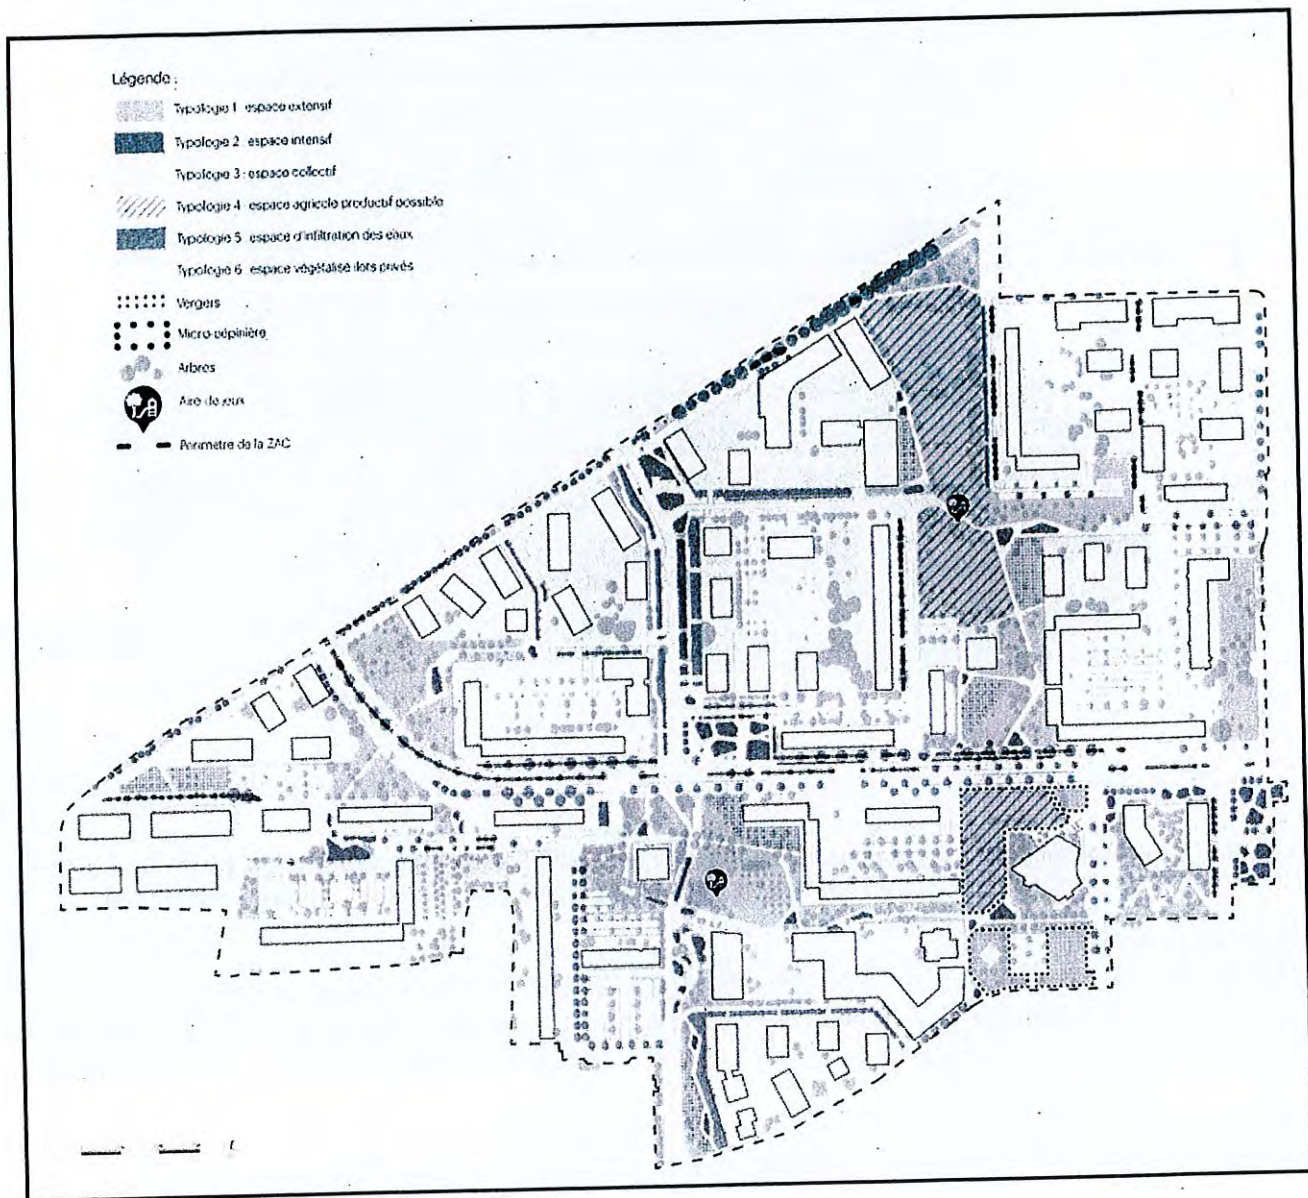 Légende :
Typologie 1 : espace extensif
Typologie 2 : espace intensif
Typologie 3 : espace collectif
Typologie 4 : espace agricole productif possible
Typologie 5 : espace d'infiltration des eaux
Typologie 6 : espace végétalisé ilots privés
Vergers
Micro-pépinière
Arbres
Aire de jeux
Périmètre de la ZAC